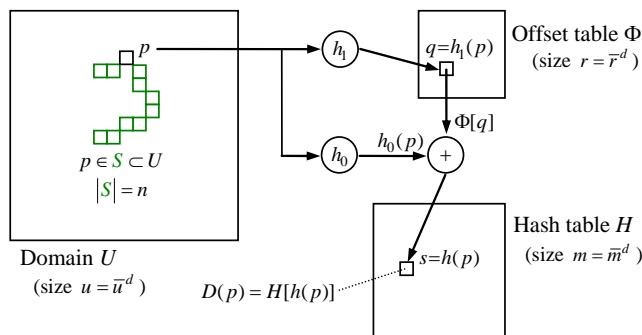 p
h₁
q=h₁(p)
Offset table Φ
(size r = r̅ᵈ)
Φ[q]
p ∈ S ⊂ U
|S| = n
h₀
h₀(p)
+
Domain U
(size u = u̅ᵈ)
s=h(p)
Hash table H
(size m = m̅ᵈ)
D(p) = H[h(p)]